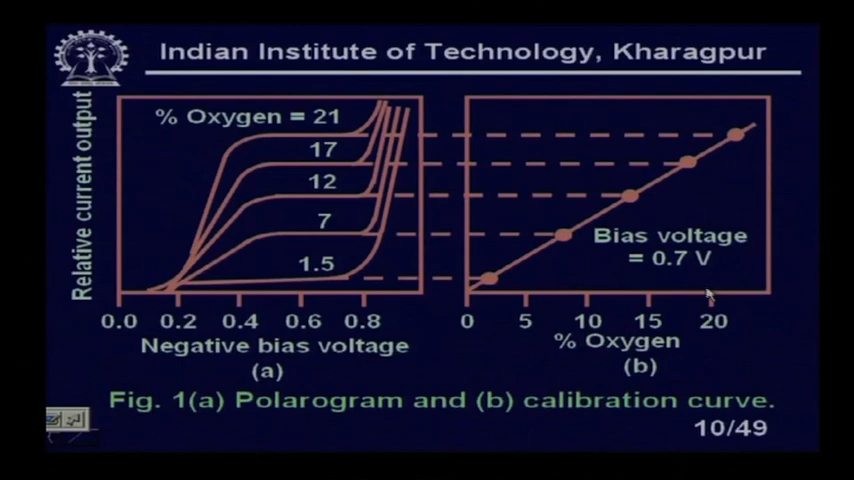 Indian Institute of Technology, Kharagpur
Relative current output
% Oxygen = 21
17
12
7
1.5
0.0 0.2 0.4 0.6 0.8
Negative bias voltage
(a)
Bias voltage
= 0.7 V
0 5 10 15 20
% Oxygen
(b)
Fig. 1(a) Polarogram and (b) calibration curve.
10/49